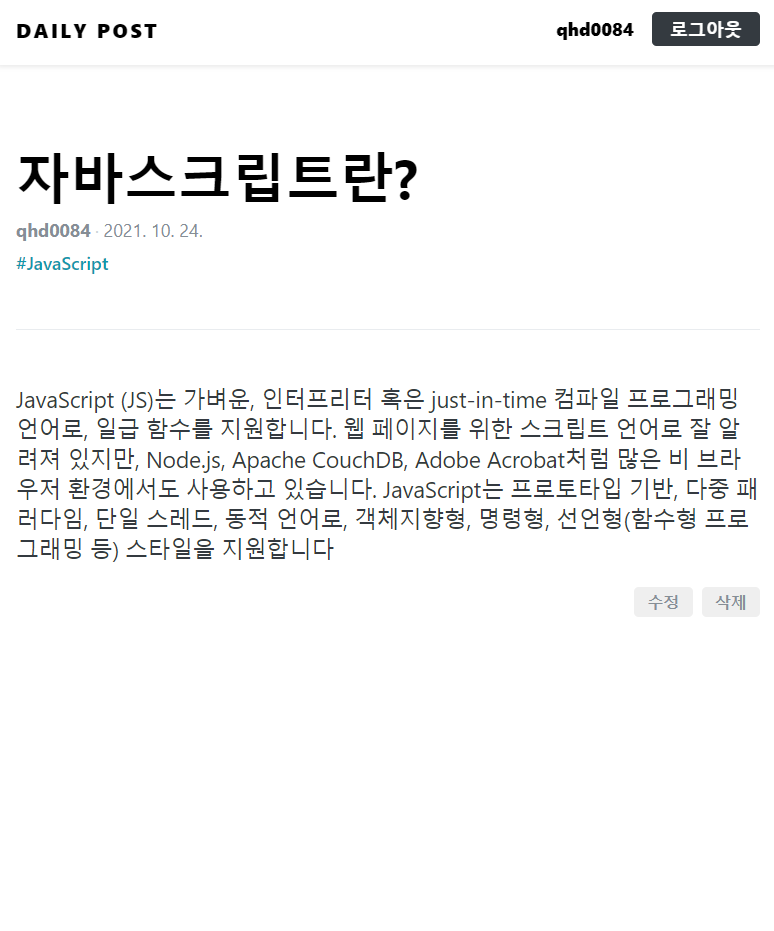 DAILY POST
qhd0084 로그아웃
자바스크립트란?
qhd0084 · 2021. 10. 24.
#JavaScript
JavaScript (JS)는 가벼운, 인터프리터 혹은 just-in-time 컴파일 프로그래밍
언어로, 일급 함수를 지원합니다. 웹 페이지를 위한 스크립트 언어로 잘 알
려져 있지만, Node.js, Apache CouchDB, Adobe Acrobat처럼 많은 비 브라
우저 환경에서도 사용하고 있습니다. JavaScript는 프로토타입 기반, 다중 패
러다임, 단일 스레드, 동적 언어로, 객체지향형, 명령형, 선언형(함수형 프로
그래밍 등) 스타일을 지원합니다
수정 삭제